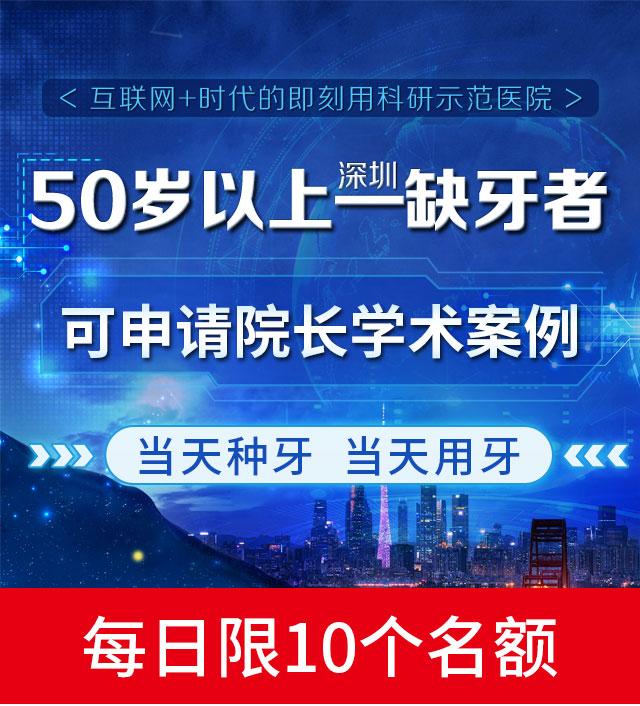 < 互联网+时代的即刻用科研示范医院 >
50岁以上深圳缺牙者
可申请院长学术案例
当天种牙 当天用牙
每日限10个名额